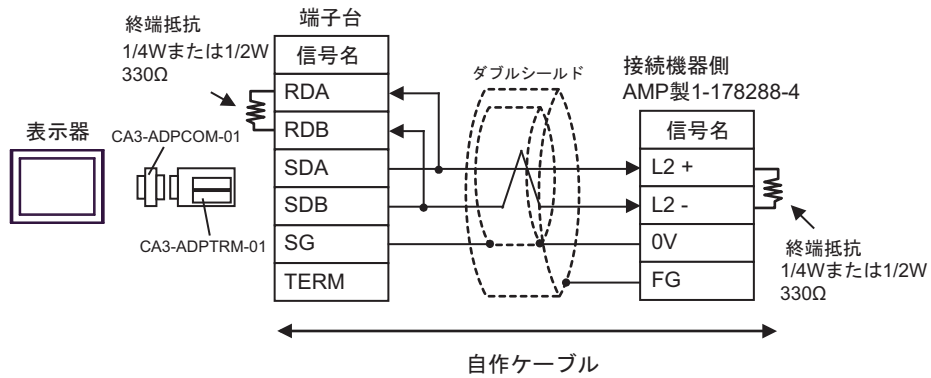 終端抵抗
1/4Wまたは1/2W
330Ω
端子台
信号名
RDA
RDB
SDA
SDB
SG
TERM
表示器
CA3-ADPCOM-01
CA3-ADPTRM-01
ダブルシールド
接続機器側
AMP製1-178288-4
信号名
L2 +
L2 -
0V
FG
終端抵抗
1/4Wまたは1/2W
330Ω
自作ケーブル